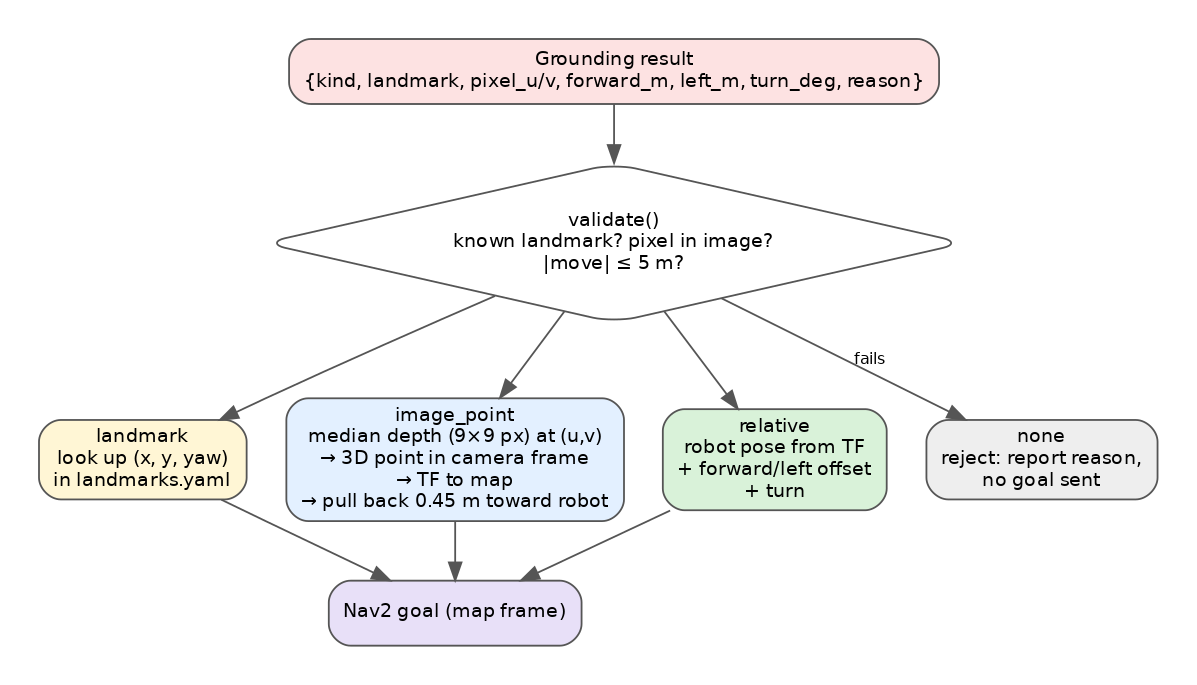 Grounding result
{kind, landmark, pixel_u/v, forward_m, left_m, turn_deg, reason}
validate()
known landmark? pixel in image?
|move| ≤ 5 m?
fails
landmark
look up (x, y, yaw)
in landmarks.yaml
image_point
median depth (9×9 px) at (u,v)
→ 3D point in camera frame
→ TF to map
→ pull back 0.45 m toward robot
relative
robot pose from TF
+ forward/left offset
+ turn
none
reject: report reason,
no goal sent
Nav2 goal (map frame)